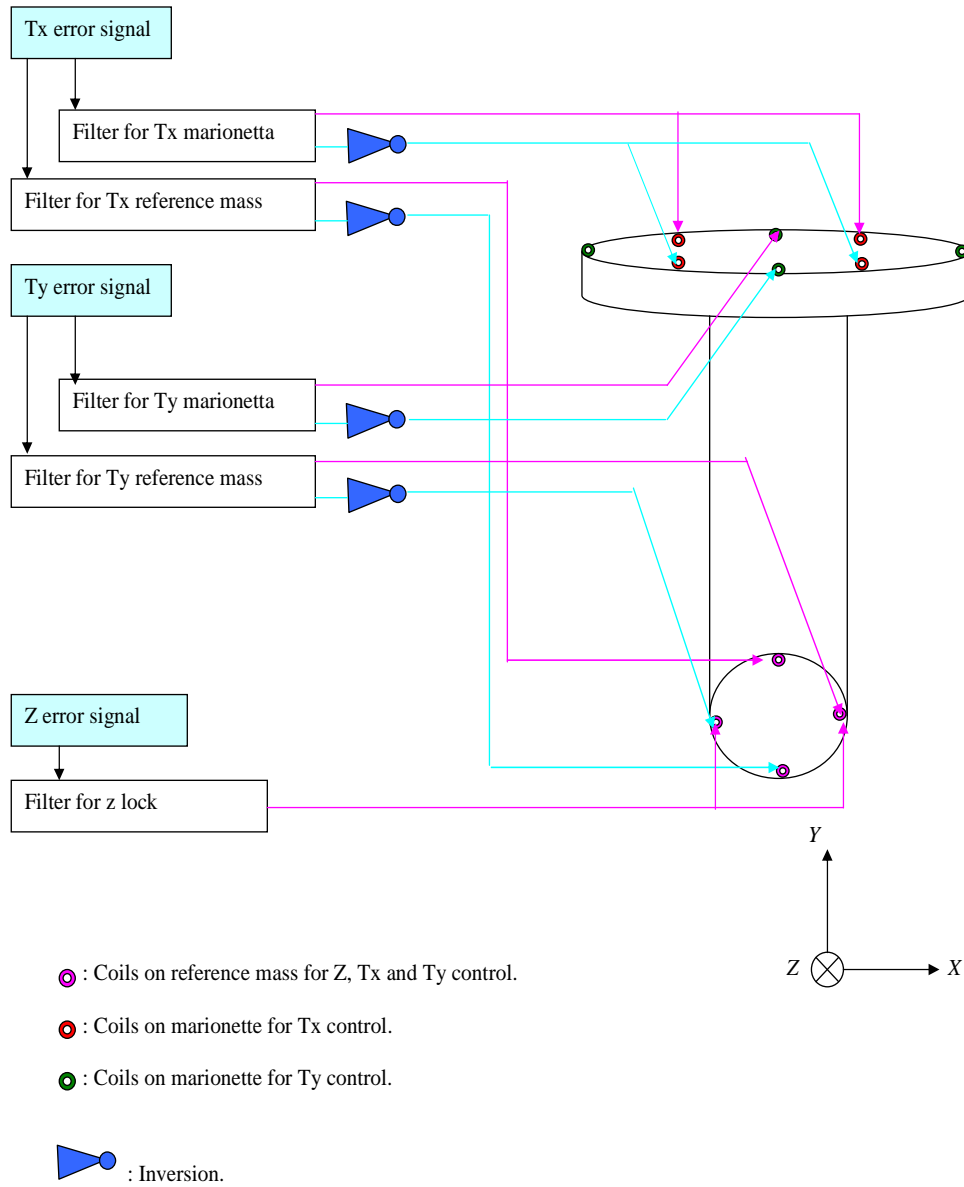 Tx error signal
Filter for Tx marionetta
Filter for Tx reference mass
Ty error signal
Filter for Ty marionetta
Filter for Ty reference mass
Z error signal
Filter for z lock
Y
Z
X
: Coils on reference mass for Z, Tx and Ty control.
: Coils on marionette for Tx control.
: Coils on marionette for Ty control.
: Inversion.